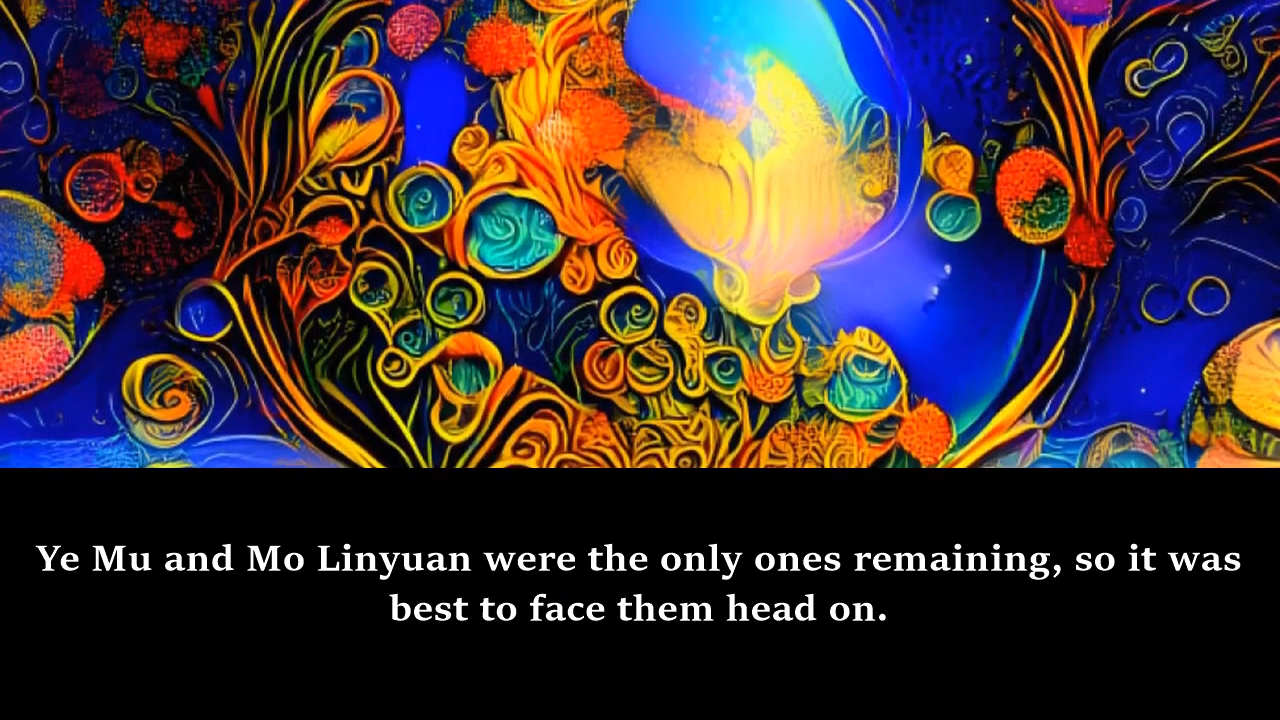 Ye Mu and Mo Linyuan were the only ones remaining, so it was
best to face them head on.